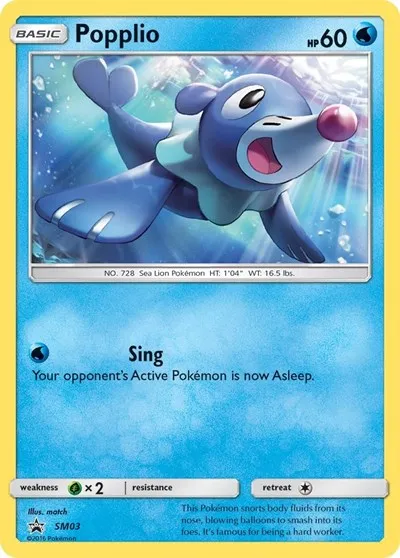 BASIC Popplio HP60
NO. 728 Sea Lion Pokémon HT: 1'04" WT: 16.5 lbs.
Sing
Your opponent's Active Pokémon is now Asleep.
weakness ×2 resistance retreat
Illus. match
SM03
©2016 Pokémon
This Pokémon snorts body fluids from its
nose, blowing balloons to smash into its
foes. It's famous for being a hard worker.